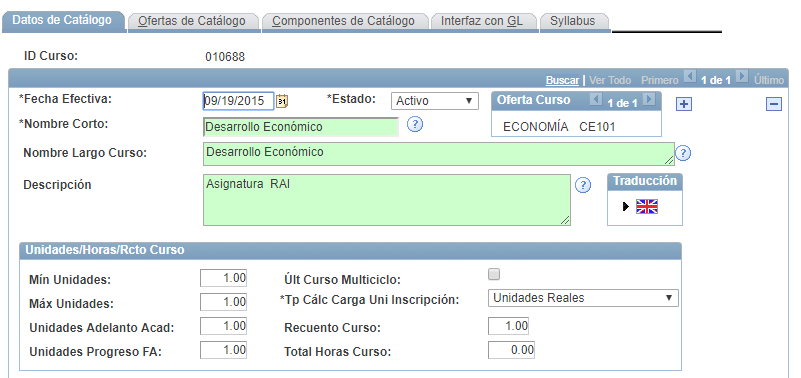 Datos de Catálogo Ofertas de Catálogo Componentes de Catálogo Interfaz con GL Syllabus
ID Curso: 010688
Buscar | Ver Todo Primero 1 de 1 Último
*Fecha Efectiva: 09/19/2015 31 *Estado: Activo Oferta Curso 1 de 1
*Nombre Corto: Desarrollo Económico ? ECONOMÍA CE101
Nombre Largo Curso: Desarrollo Económico ?
Descripción Asignatura RAI ? Traducción
Unidades/Horas/Rcto Curso
Mín Unidades: 1.00 Últ Curso Multiciclo:
Máx Unidades: 1.00 *Tp Cálc Carga Uni Inscripción: Unidades Reales
Unidades Adelanto Acad: 1.00 Recuento Curso: 1.00
Unidades Progreso FA: 1.00 Total Horas Curso: 0.00